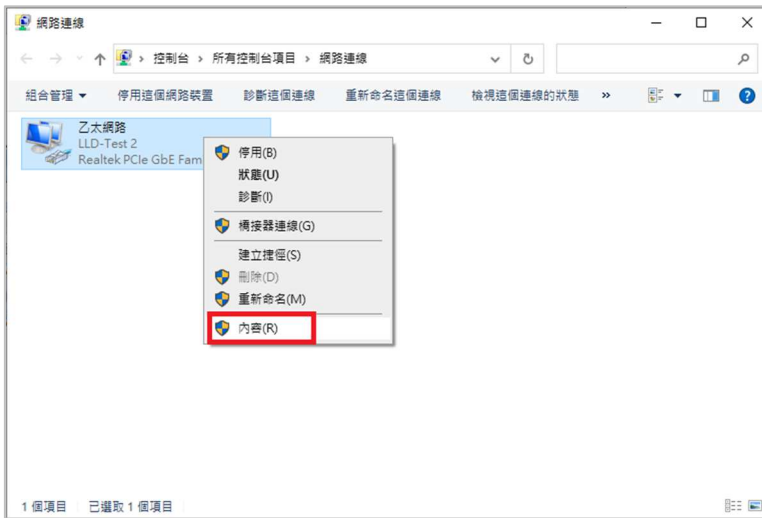 網路連線
控制台 › 所有控制台項目 › 網路連線
組合管理 停用這個網路裝置 診斷這個連線 重新命名這個連線 檢視這個連線的狀態 »
乙太網路
LLD-Test 2
Realtek PCIe GbE Fam
停用(B)
狀態(U)
診斷(I)
橋接器連線(G)
建立捷徑(S)
刪除(D)
重新命名(M)
內容(R)
1 個項目 已選取 1 個項目